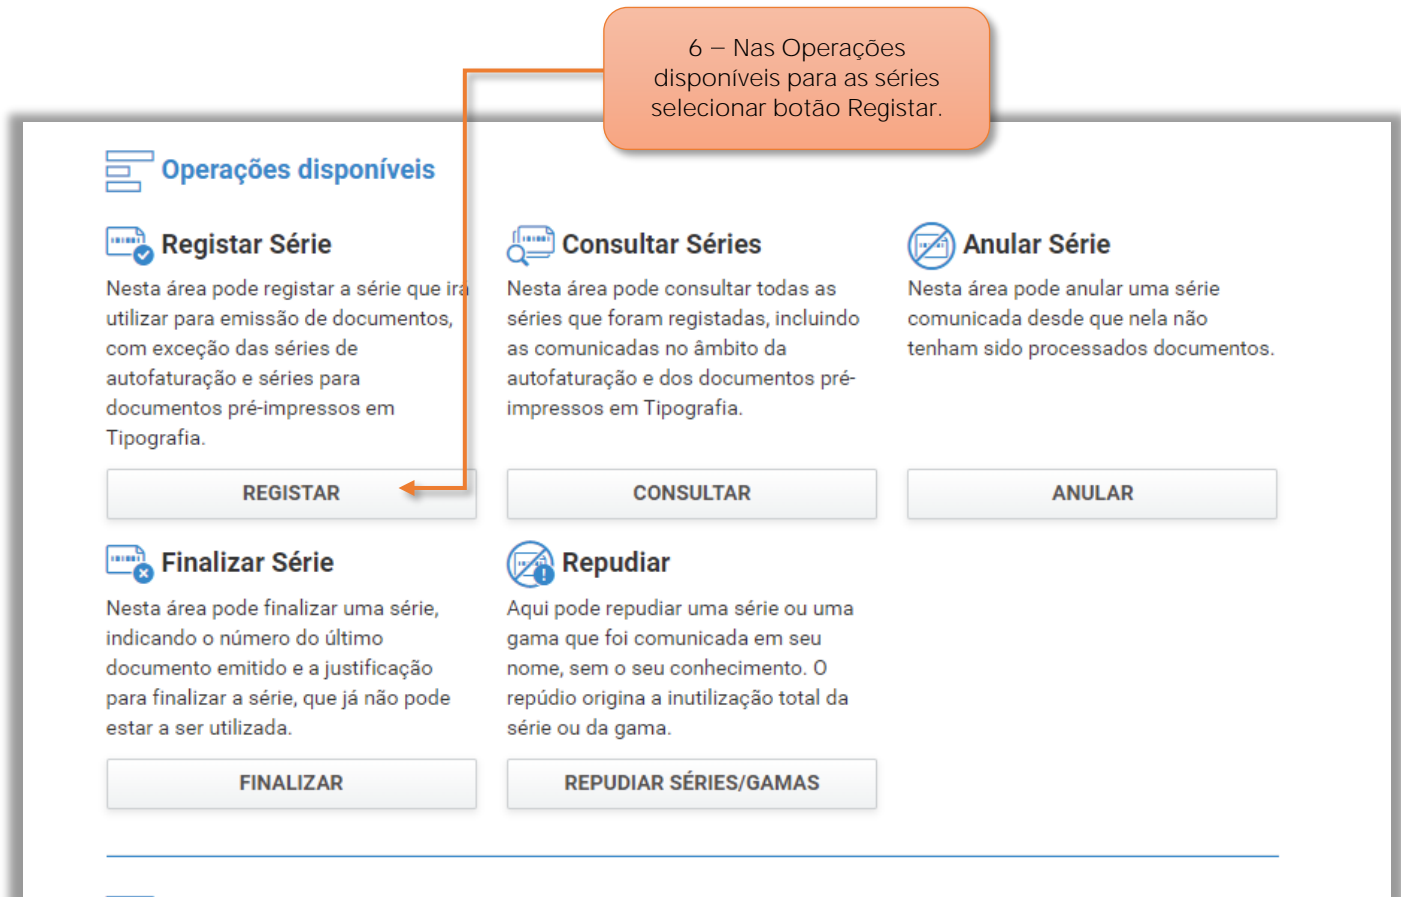 6 – Nas Operações
disponíveis para as séries
selecionar botão Registar.
Operações disponíveis
Registar Série
Nesta área pode registar a série que irá
utilizar para emissão de documentos,
com exceção das séries de
autofaturação e séries para
documentos pré-impressos em
Tipografia.
REGISTAR
Consultar Séries
Nesta área pode consultar todas as
séries que foram registadas, incluindo
as comunicadas no âmbito da
autofaturação e dos documentos pré-
impressos em Tipografia.
CONSULTAR
Anular Série
Nesta área pode anular uma série
comunicada desde que nela não
tenham sido processados documentos.
ANULAR
Finalizar Série
Nesta área pode finalizar uma série,
indicando o número do último
documento emitido e a justificação
para finalizar a série, que já não pode
estar a ser utilizada.
FINALIZAR
Repudiar
Aqui pode repudiar uma série ou uma
gama que foi comunicada em seu
nome, sem o seu conhecimento. O
repúdio origina a inutilização total da
série ou da gama.
REPUDIAR SÉRIES/GAMAS